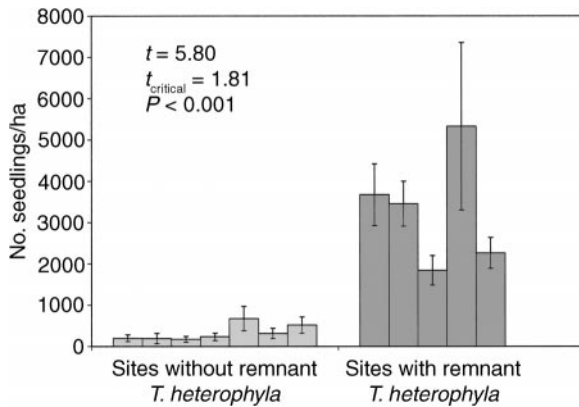 8000
7000
6000
5000
4000
3000
2000
1000
0
No. seedlings/ha
t = 5.80
tcritical = 1.81
P < 0.001
Sites without remnant
T. heterophyla
Sites with remnant
T. heterophyla